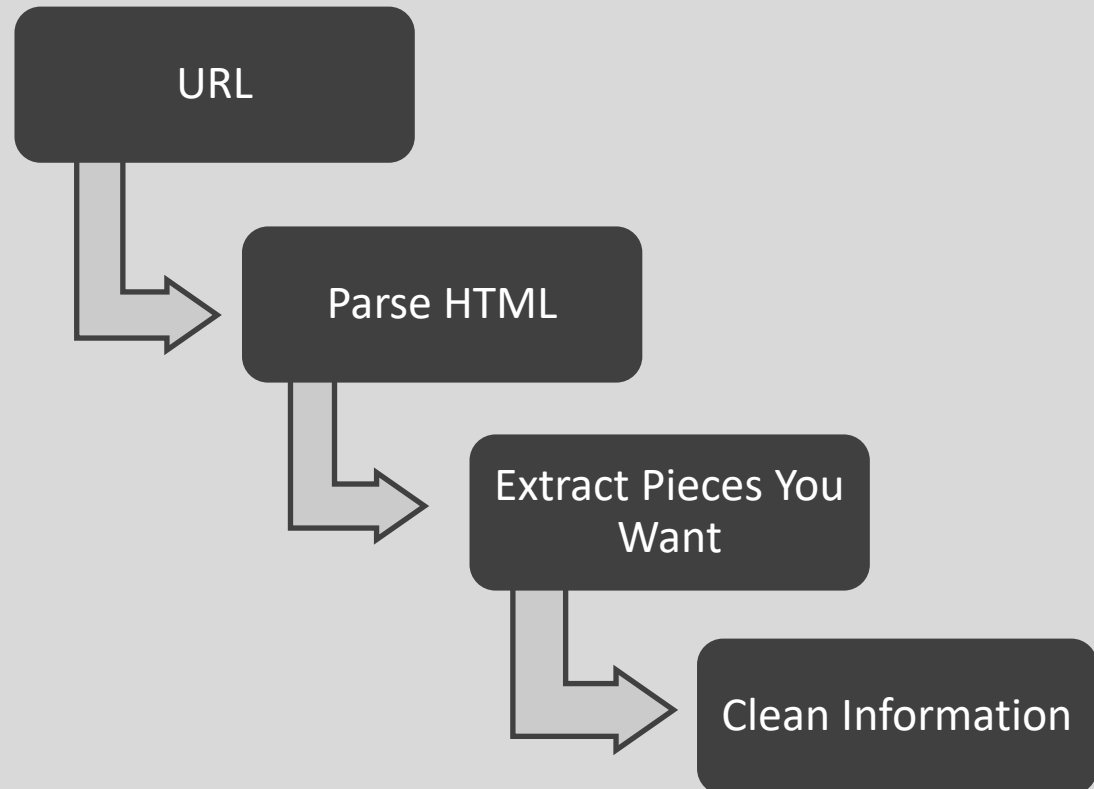 URL
Parse HTML
Extract Pieces You
Want
Clean Information